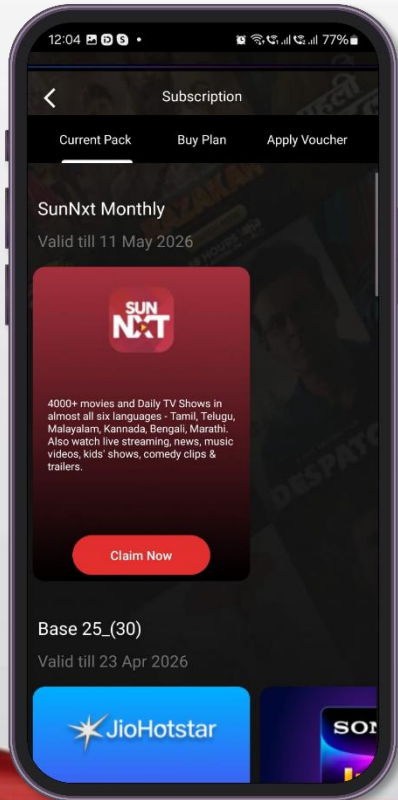 12:04
77%
Subscription
Current Pack
Buy Plan
Apply Voucher
SunNxt Monthly
Valid till 11 May 2026
SUN
NXT
4000+ movies and Daily TV Shows in
almost all six languages - Tamil, Telugu,
Malayalam, Kannada, Bengali, Marathi.
Also watch live streaming, news, music
videos, kids' shows, comedy clips &
trailers.
Claim Now
Base 25_(30)
Valid till 23 Apr 2026
JioHotstar
SON